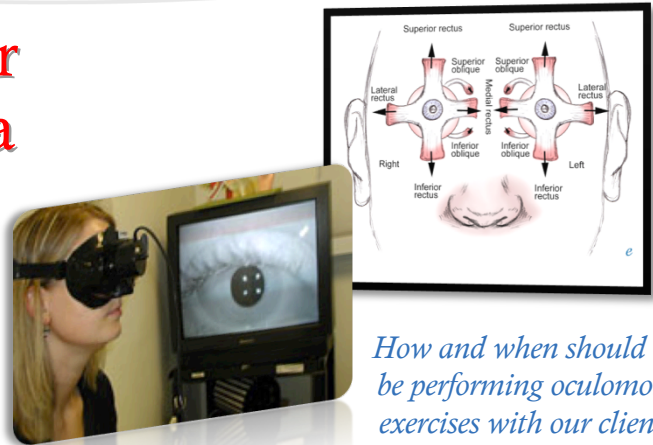 r
a
Superior rectus Superior rectus
Superior oblique Superior oblique
Lateral rectus Medial rectus Lateral rectus
Inferior oblique Inferior oblique
Right Left
Inferior rectus Inferior rectus
e
How and when should
be performing oculomo
exercises with our clien